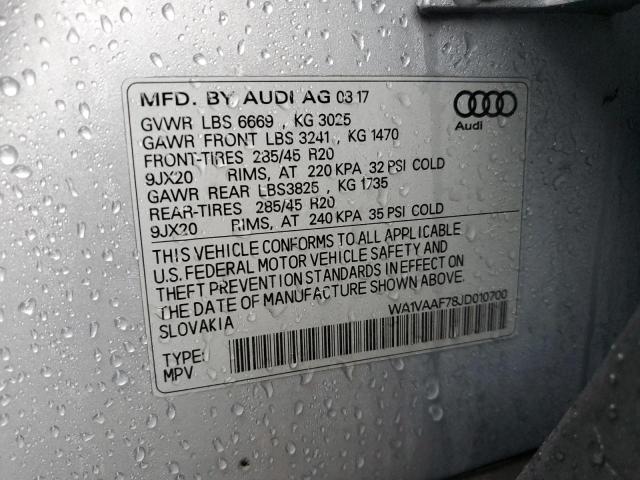 MFD. BY AUDI AG 03 17
GVWR LBS 6669 , KG 3025
GAWR FRONT LBS 3241 , KG 1470
FRONT-TIRES 285/45 R20
9JX20 RIMS, AT 220 KPA 32 PSI COLD
GAWR REAR LBS3825 , KG 1735
REAR-TIRES 285/45 R20
9JX20 RIMS, AT 240 KPA 35 PSI COLD
Audi
THIS VEHICLE CONFORMS TO ALL APPLICABLE
U.S. FEDERAL MOTOR VEHICLE SAFETY AND
THEFT PREVENTION STANDARDS IN EFFECT ON
THE DATE OF MANUFACTURE SHOWN ABOVE.
SLOVAKIA
WA1VAAF78JD010700
TYPE:
MPV